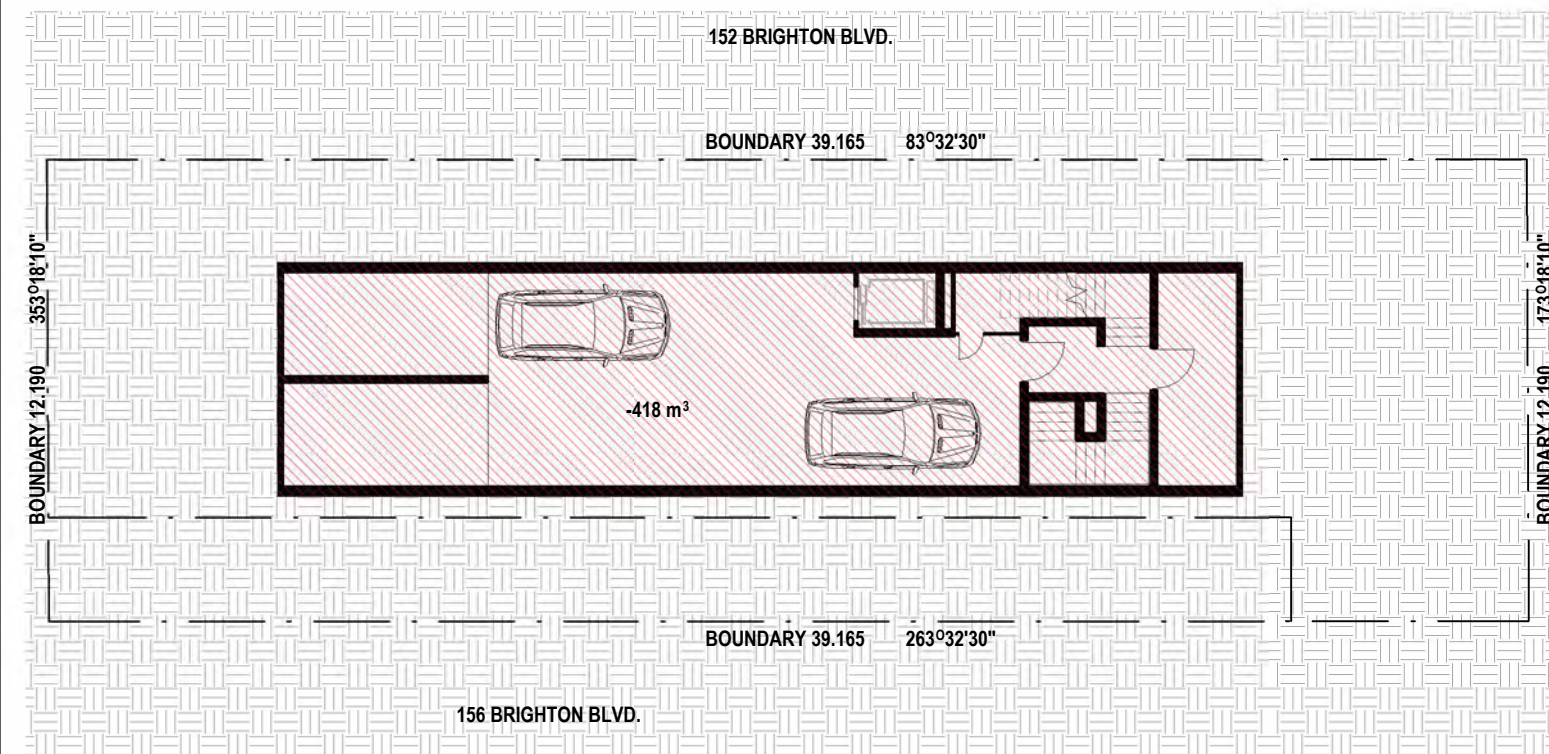 152 BRIGHTON BLVD.
BOUNDARY 39.165 83°32'30"
353°18'10"
BOUNDARY 12.190
173°18'10"
BOUNDARY 12.190
-418 m³
BOUNDARY 39.165 263°32'30"
156 BRIGHTON BLVD.